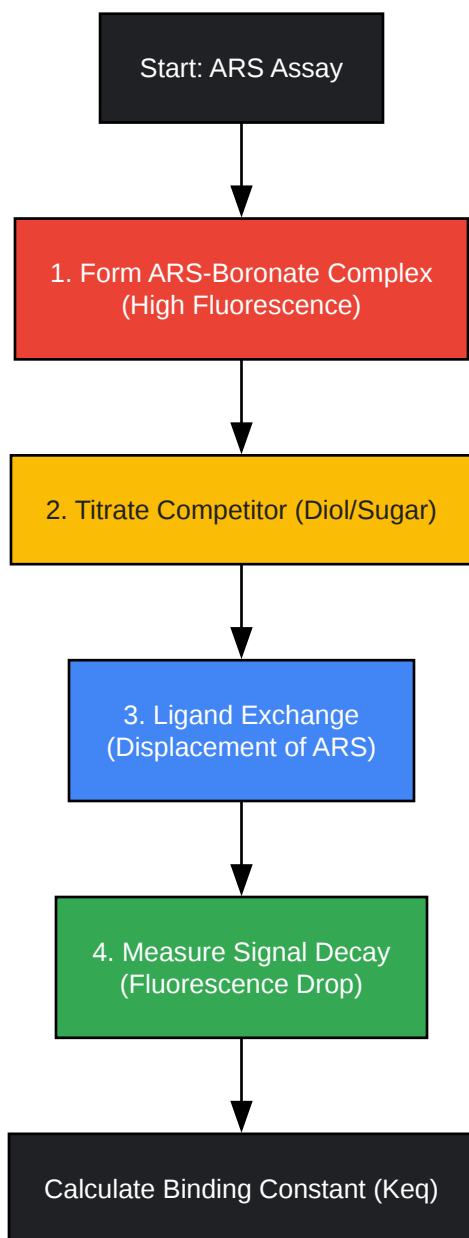 Start: ARS Assay
1. Form ARS-Boronate Complex
(High Fluorescence)
2. Titrate Competitor (Diol/Sugar)
3. Ligand Exchange
(Displacement of ARS)
4. Measure Signal Decay
(Fluorescence Drop)
Calculate Binding Constant (Keq)